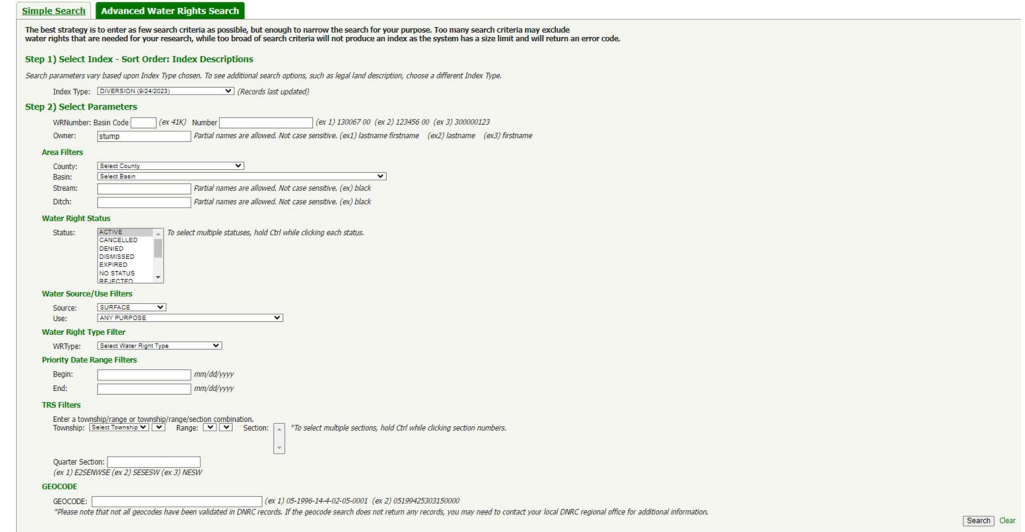 Simple Search Advanced Water Rights Search
The best strategy is to enter as few search criteria as possible, but enough to narrow the search for your purpose. Too many search criteria may exclude
water rights that are needed for your research, while too broad of search criteria will not produce an index as the system has a size limit and will return an error code.
Step 1) Select Index - Sort Order: Index Descriptions
Search parameters vary based upon Index Type chosen. To see additional search options, such as legal land description, choose a different Index Type.
Index Type: DIVERSION (9/24/2023) (Records last updated)
Step 2) Select Parameters
WRNumber: Basin Code (ex 41K) Number (ex 1) 130067 00 (ex 2) 123456 00 (ex 3) 300000123
Owner: stump Partial names are allowed. Not case sensitive. (ex1) lastname firstname (ex2) lastname (ex3) firstname
Area Filters
County: Select County
Basin: Select Basin
Stream: Partial names are allowed. Not case sensitive. (ex) black
Ditch: Partial names are allowed. Not case sensitive. (ex) black
Water Right Status
Status: ACTIVE To select multiple statuses, hold Ctrl while clicking each status.
CANCELLED
DENIED
DISMISSED
EXPIRED
NO STATUS
REJECTED
Water Source/Use Filters
Source: SURFACE
Use: ANY PURPOSE
Water Right Type Filter
WRType: Select Water Right Type
Priority Date Range Filters
Begin: mm/dd/yyyy
End: mm/dd/yyyy
TRS Filters
Enter a township/range or township/range/section combination.
Township: Select Township Range: Section: *To select multiple sections, hold Ctrl while clicking section numbers.
Quarter Section:
(ex 1) E2SENWSE (ex 2) SESESW (ex 3) NESW
GEOCODE
GEOCODE: (ex 1) 05-1996-14-4-02-05-0001 (ex 2) 05199425303150000
*Please note that not all geocodes have been validated in DNRC records. If the geocode search does not return any records, you may need to contact your local DNRC regional office for additional information.
Search Clear